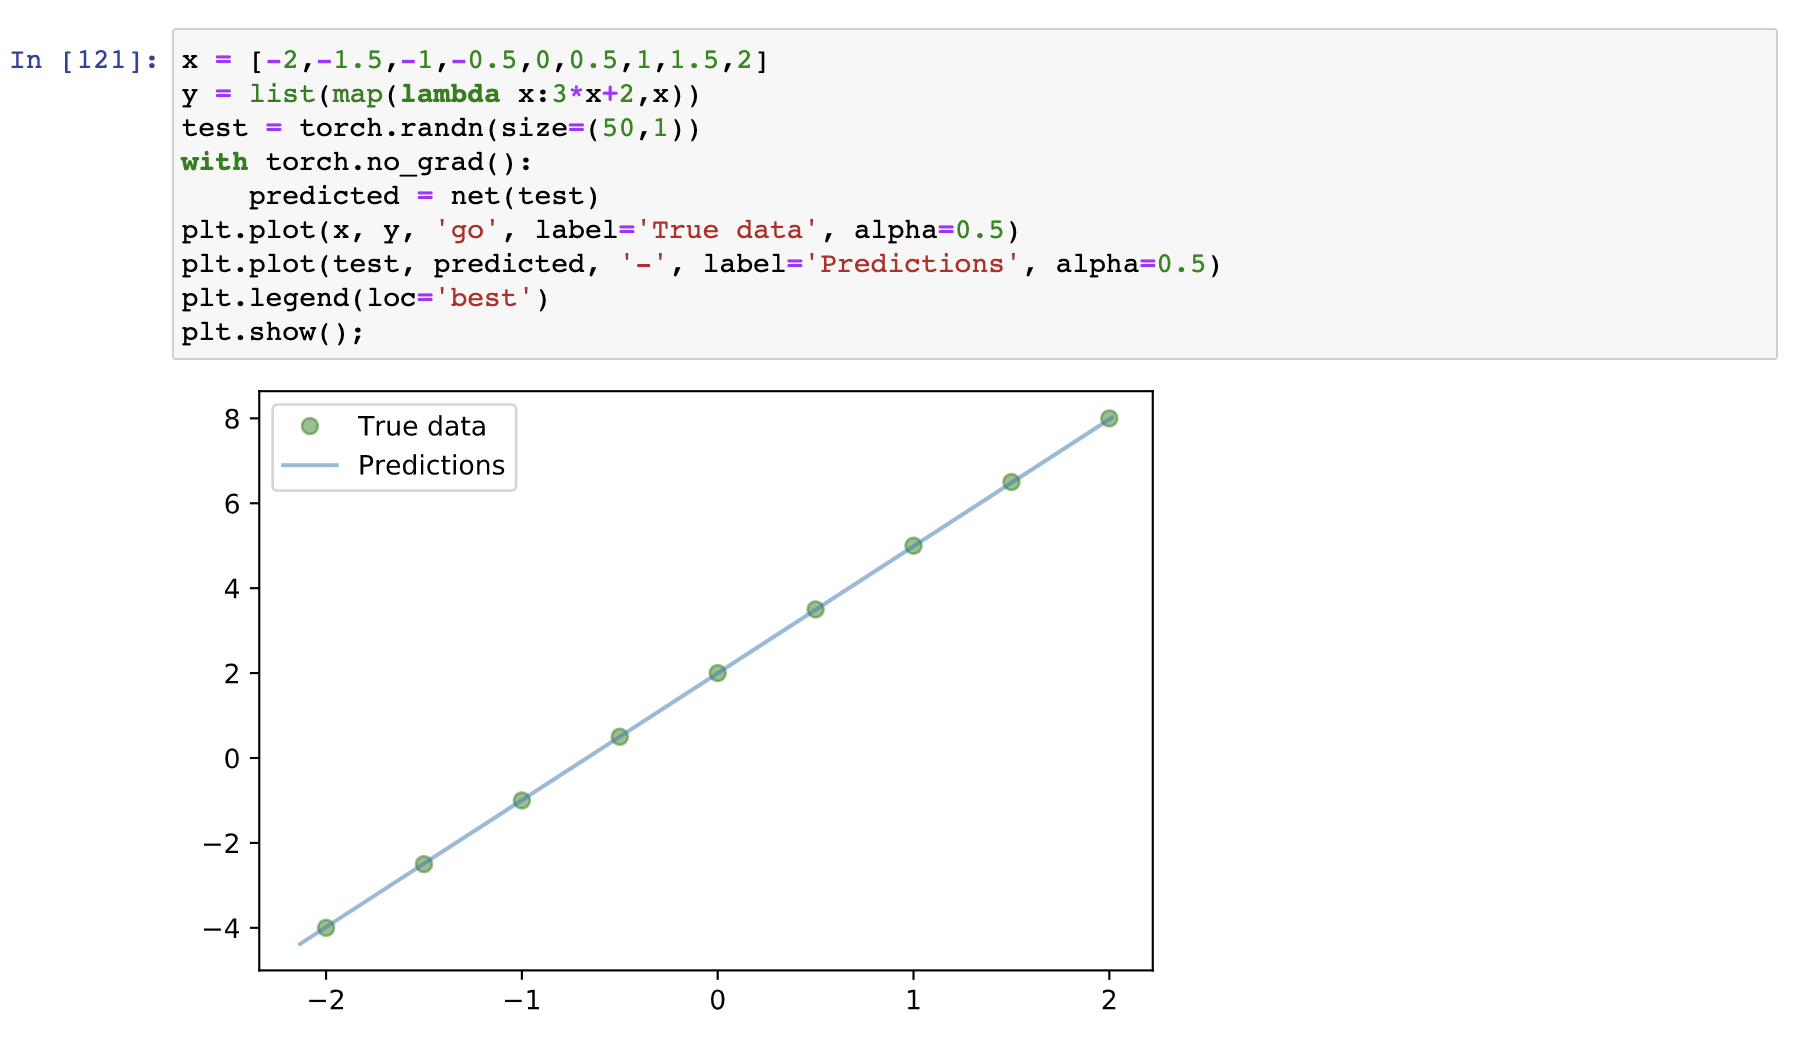 In [121]: x = [-2,-1.5,-1,-0.5,0,0.5,1,1.5,2]
y = list(map(lambda x:3*x+2,x))
test = torch.randn(size=(50,1))
with torch.no_grad():
    predicted = net(test)
plt.plot(x, y, 'go', label='True data', alpha=0.5)
plt.plot(test, predicted, '-', label='Predictions', alpha=0.5)
plt.legend(loc='best')
plt.show();
True data
Predictions
8
6
4
2
0
−2
−4
−2 −1 0 1 2